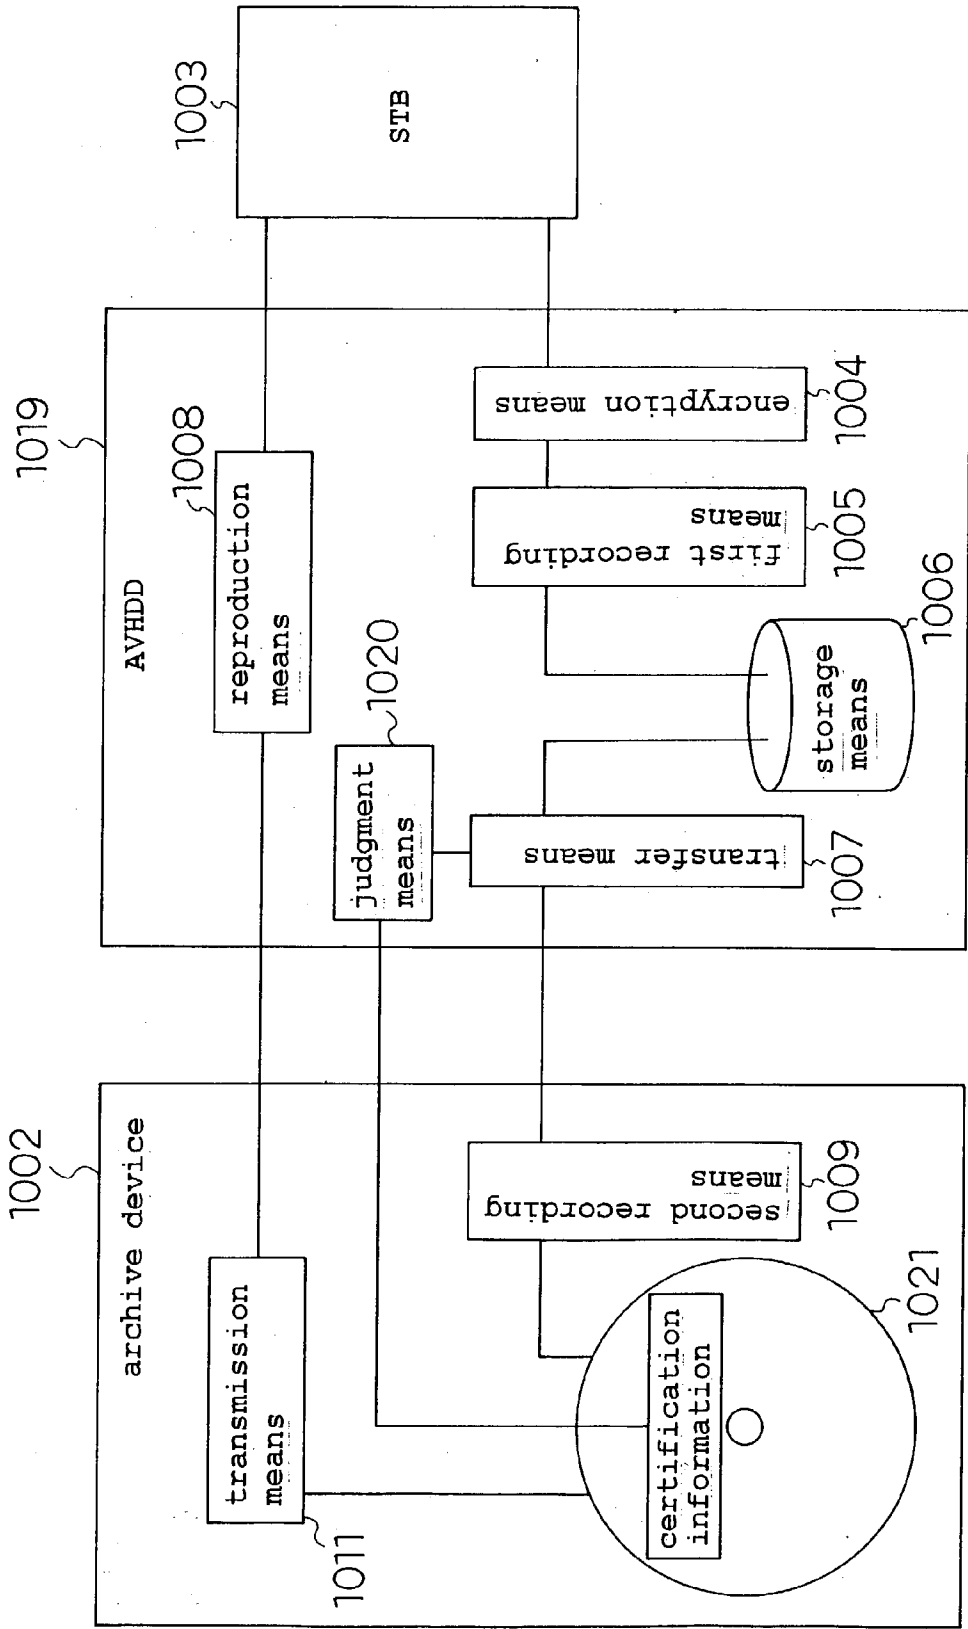 1002
archive device
transmission
means
1011
second recording
means
1009
certification
information
1021
1019
AVHDD
reproduction
means
1008
judgment
means
1020
transfer means
1007
storage
means
1006
first recording
means
1005
encryption means
1004
1003
STB